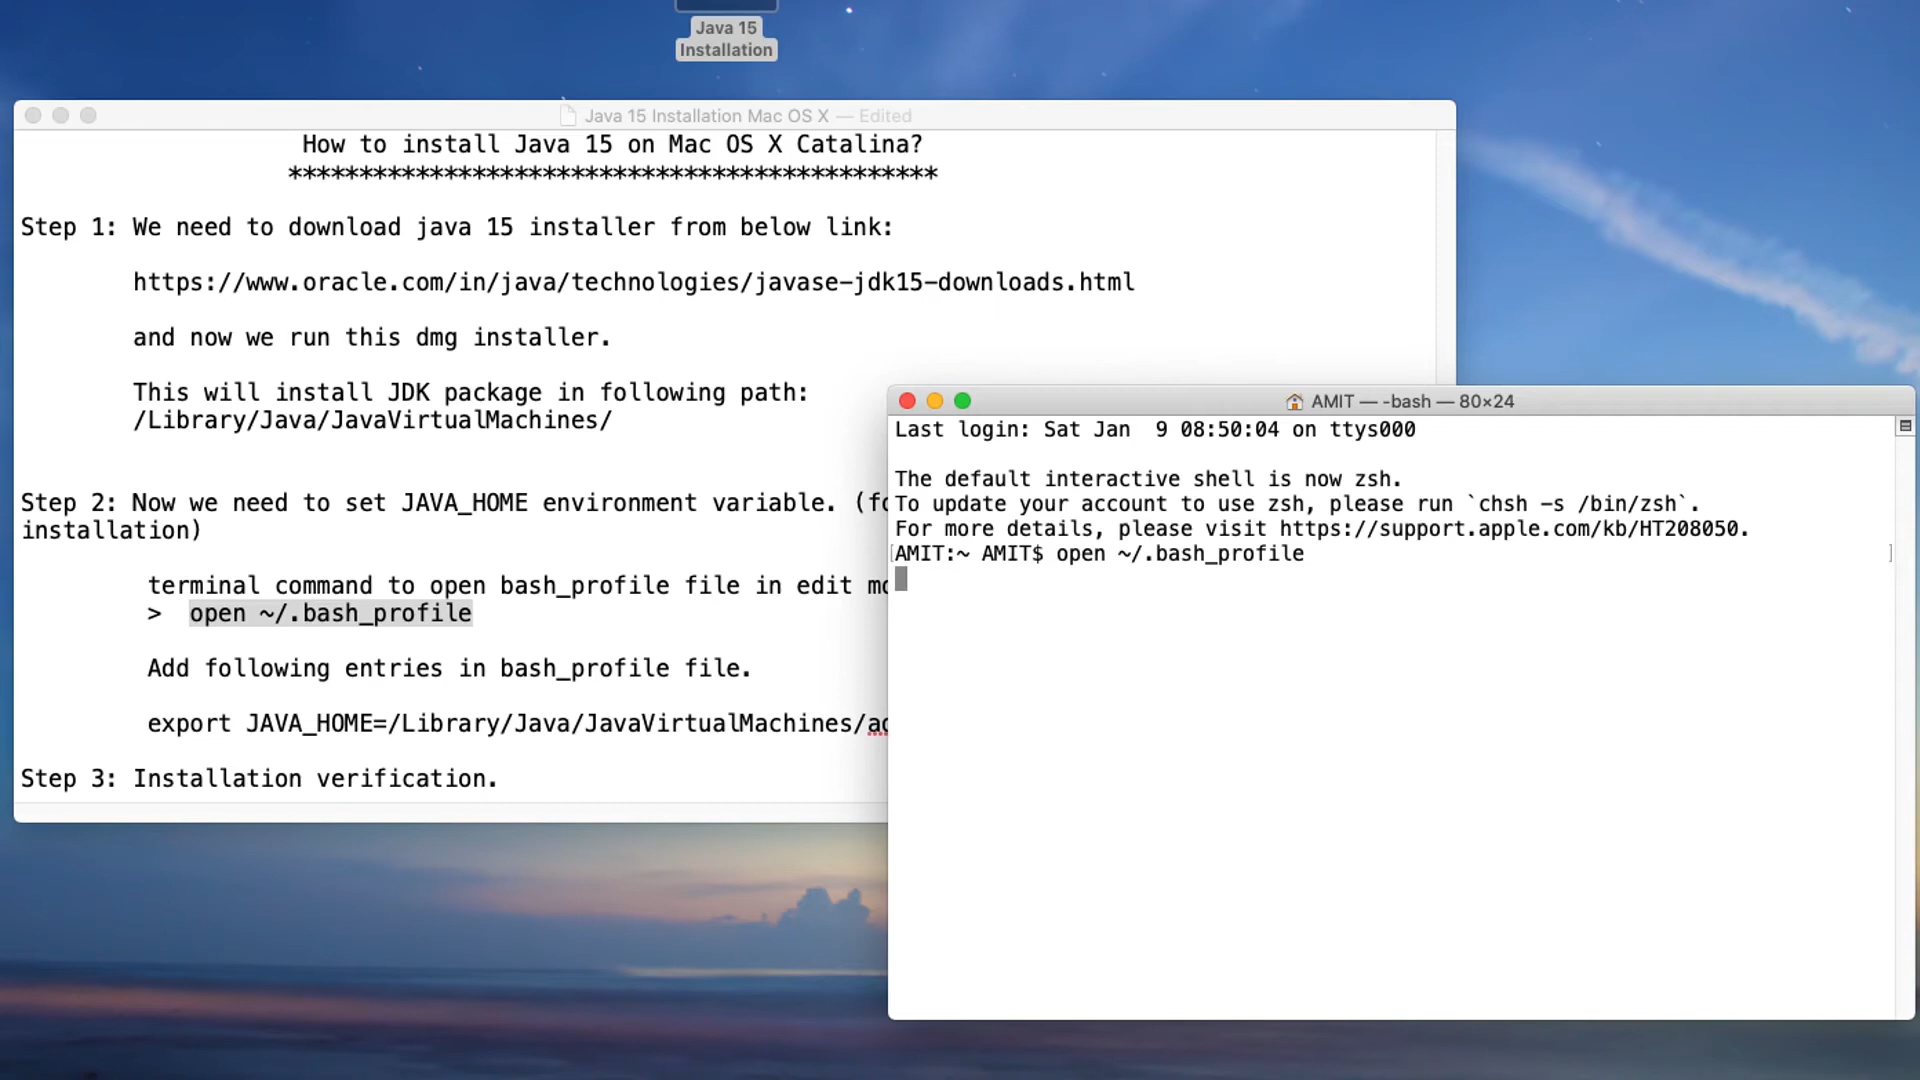 Java 15
Installation
Java 15 Installation Mac OS X — Edited
How to install Java 15 on Mac OS X Catalina?
**********************************************
Step 1: We need to download java 15 installer from below link:
https://www.oracle.com/in/java/technologies/javase-jdk15-downloads.html
and now we run this dmg installer.
This will install JDK package in following path:
/Library/Java/JavaVirtualMachines/
Step 2: Now we need to set JAVA_HOME environment variable. (fo
installation)
terminal command to open bash_profile file in edit mo
> open ~/.bash_profile
Add following entries in bash_profile file.
export JAVA_HOME=/Library/Java/JavaVirtualMachines/ad
Step 3: Installation verification.
AMIT — -bash — 80×24
Last login: Sat Jan  9 08:50:04 on ttys000
The default interactive shell is now zsh.
To update your account to use zsh, please run `chsh -s /bin/zsh`.
For more details, please visit https://support.apple.com/kb/HT208050.
[AMIT:~ AMIT$ open ~/.bash_profile ]